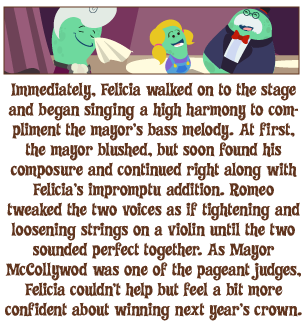 Immediately, Felicia walked on to the stage
and began singing a high harmony to com-
pliment the mayor's bass melody. At first,
the mayor blushed, but soon found his
composure and continued right along with
Felicia's impromptu addition. Romeo
tweaked the two voices as if tightening and
loosening strings on a violin until the two
sounded perfect together. As Mayor
McCollywod was one of the pageant judges,
Felicia couldn't help but feel a bit more
confident about winning next year's crown.